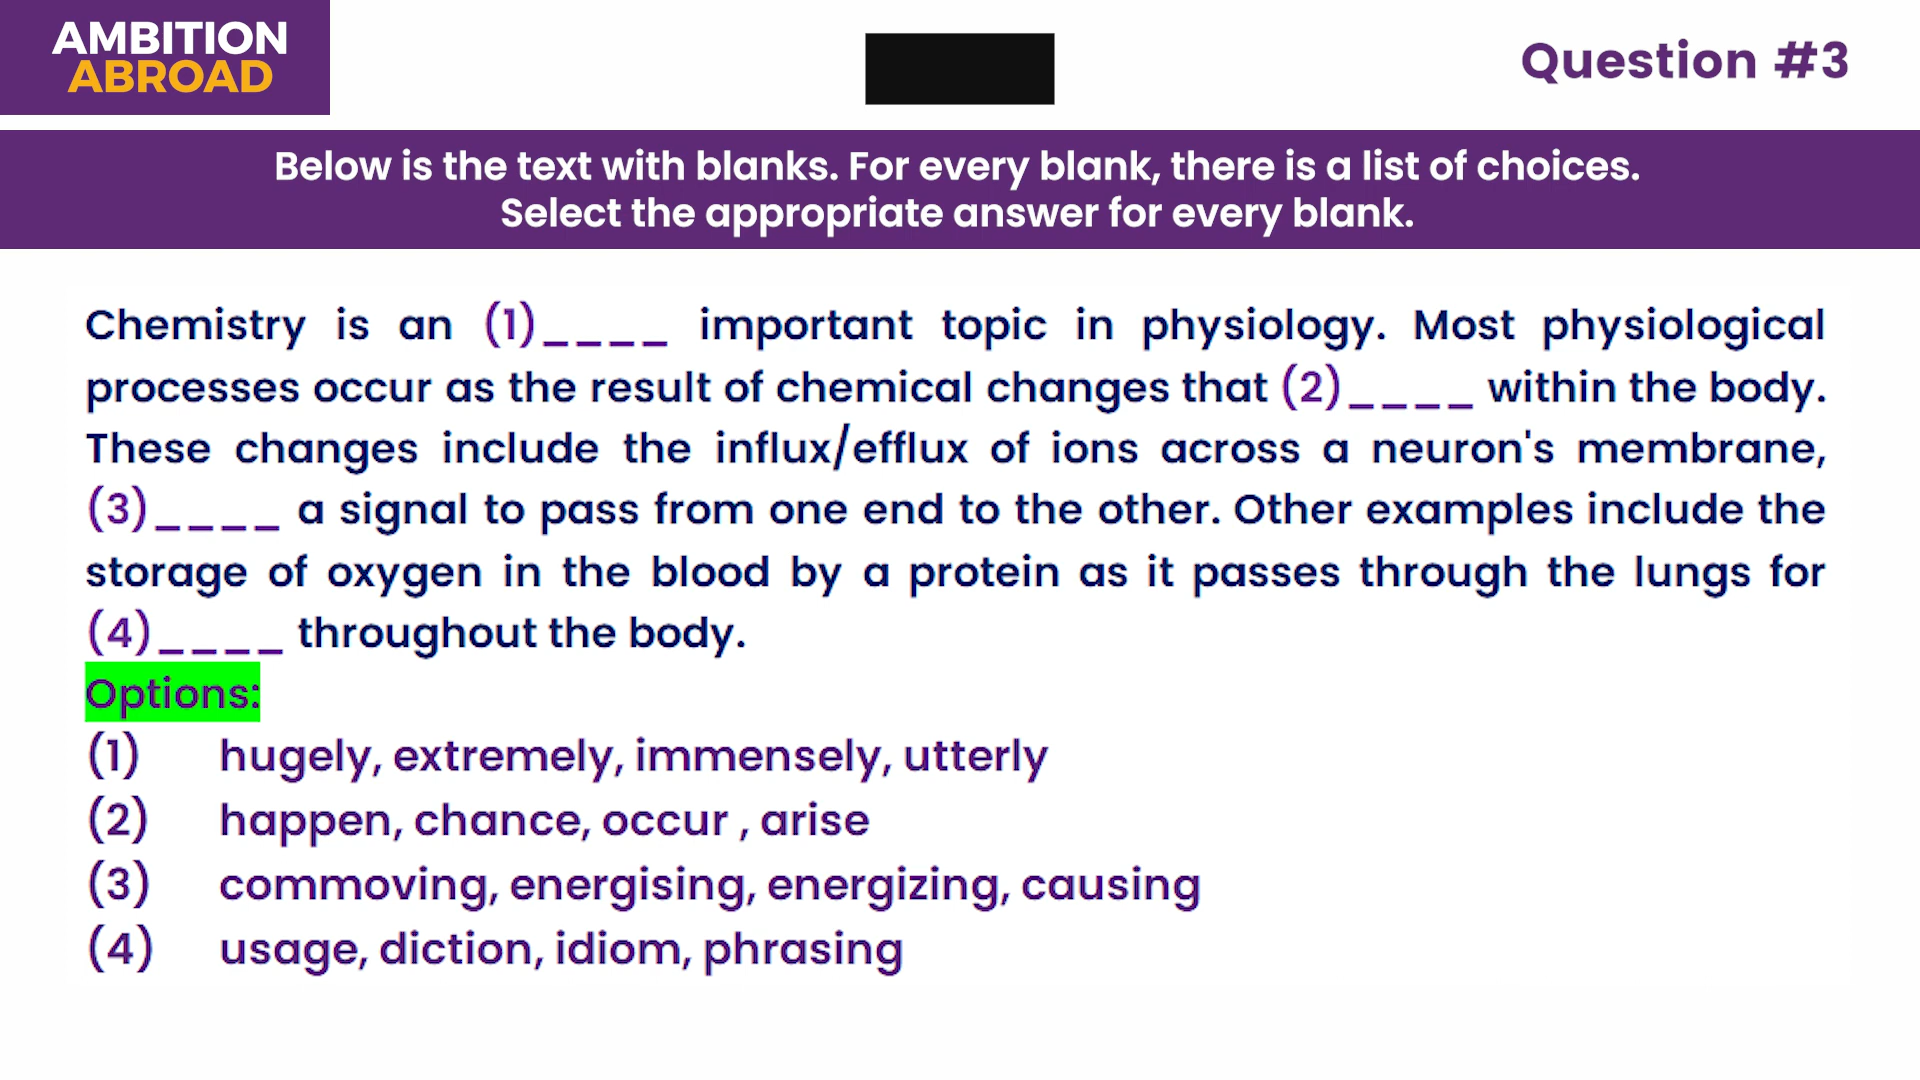 AMBITION
ABROAD
Question #3
Below is the text with blanks. For every blank, there is a list of choices.
Select the appropriate answer for every blank.
Chemistry is an (1)____ important topic in physiology. Most physiological
processes occur as the result of chemical changes that (2)____ within the body.
These changes include the influx/efflux of ions across a neuron's membrane,
(3)____ a signal to pass from one end to the other. Other examples include the
storage of oxygen in the blood by a protein as it passes through the lungs for
(4)____ throughout the body.
Options:
(1) hugely, extremely, immensely, utterly
(2) happen, chance, occur , arise
(3) commoving, energising, energizing, causing
(4) usage, diction, idiom, phrasing